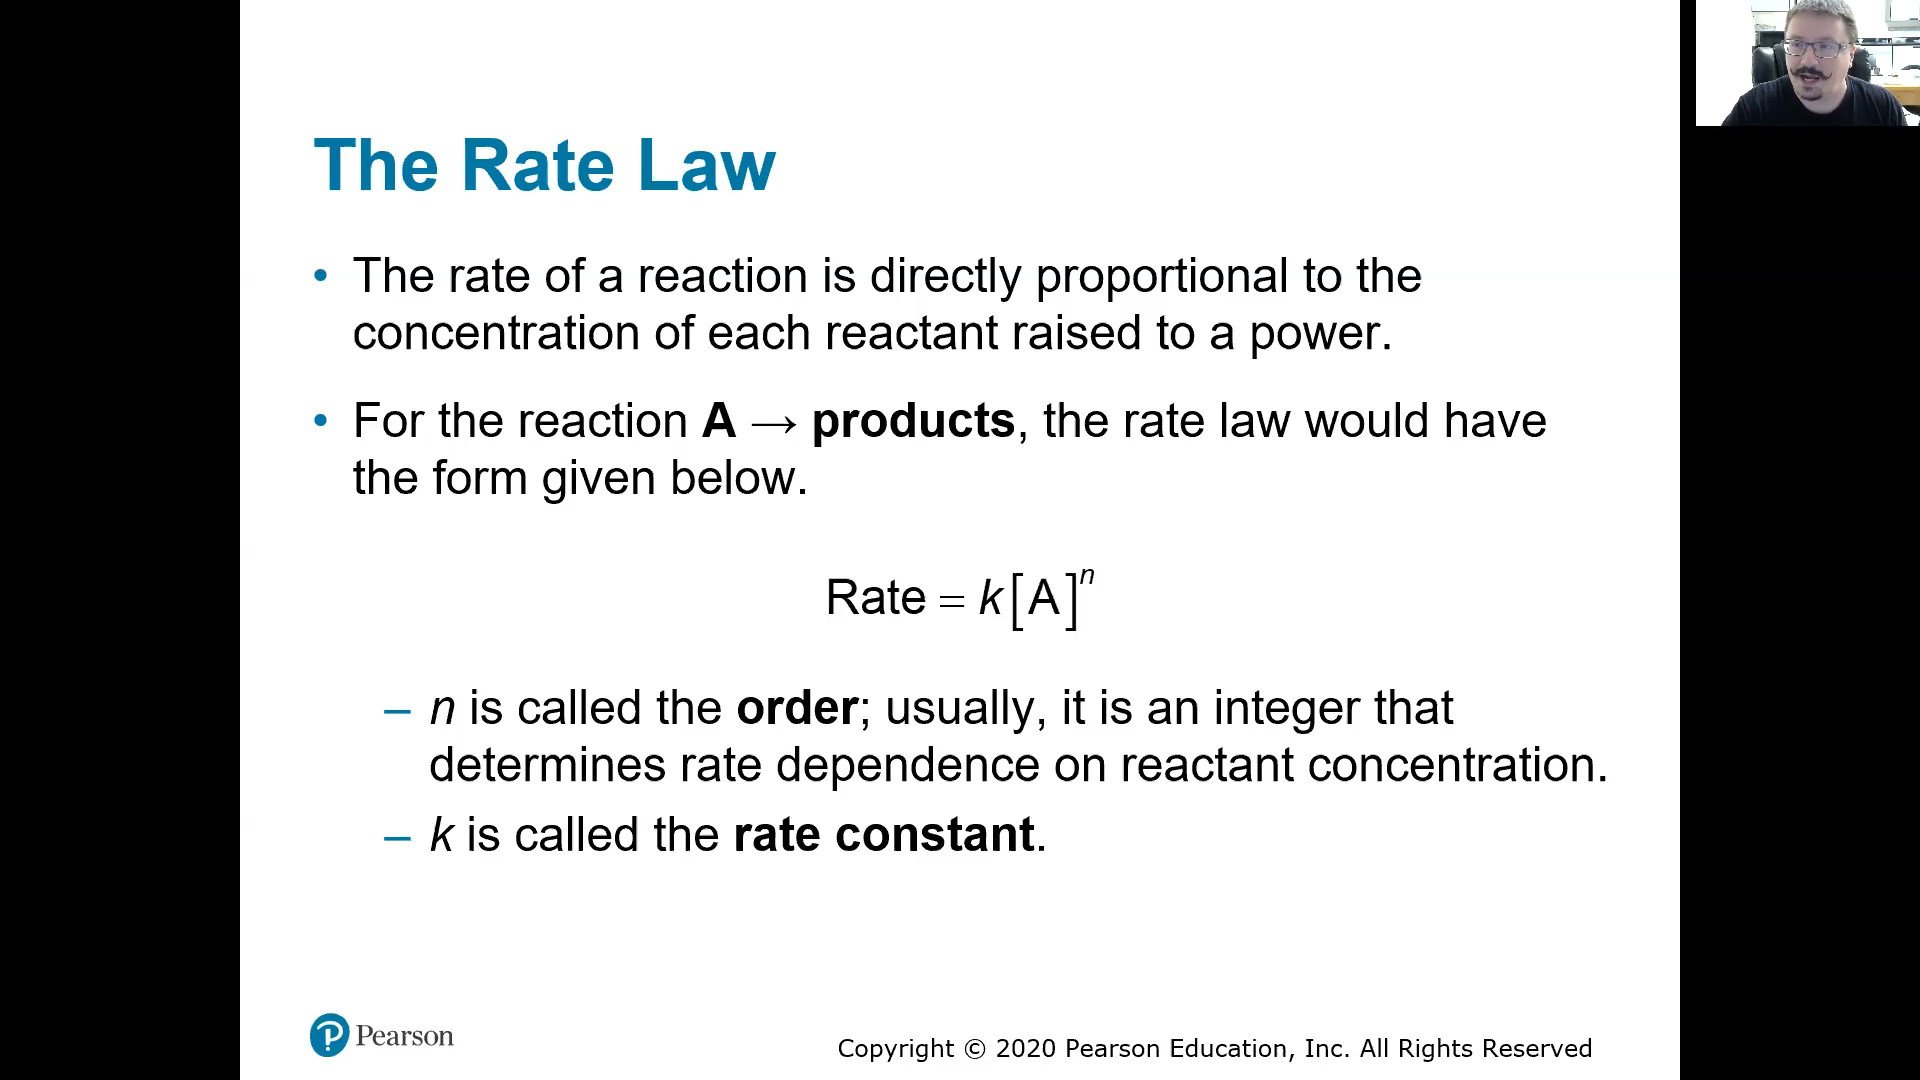 The Rate Law
• The rate of a reaction is directly proportional to the
concentration of each reactant raised to a power.
• For the reaction A → products, the rate law would have
the form given below.
Rate = k[A]ⁿ
– n is called the order; usually, it is an integer that
determines rate dependence on reactant concentration.
– k is called the rate constant.
P Pearson
Copyright © 2020 Pearson Education, Inc. All Rights Reserved